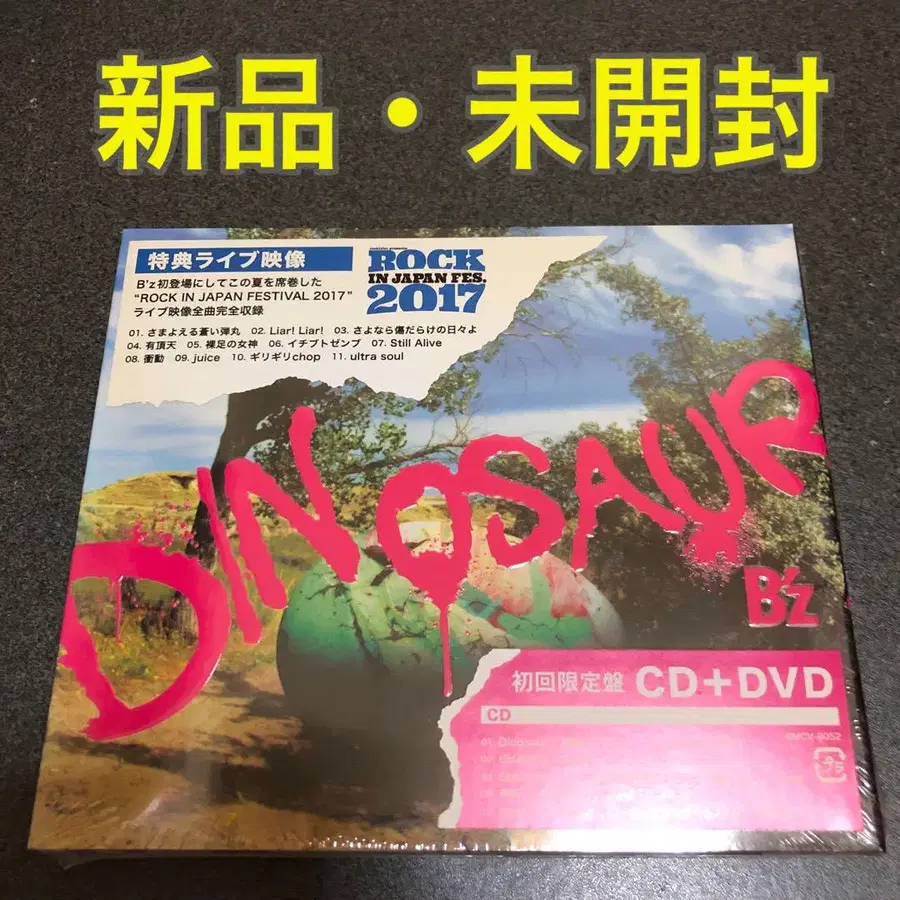 新品・未開封
特典ライブ映像
B'z初登場にしてこの夏を席巻した
“ROCK IN JAPAN FESTIVAL 2017”
ライブ映像全曲完全収録
01. さまよえる蒼い弾丸 02. Liar! Liar! 03. さよなら傷だらけの日々よ
04. 有頂天 05. 裸足の女神 06. イチブトゼンブ 07. Still Alive
08. 衝動 09. juice 10. ギリギリchop 11. ultra soul
ROCK
IN JAPAN FES.
2017
DINOSAUR
B'z
初回限定盤 CD+DVD
CD
BMCV-8052
01. Dinosaur